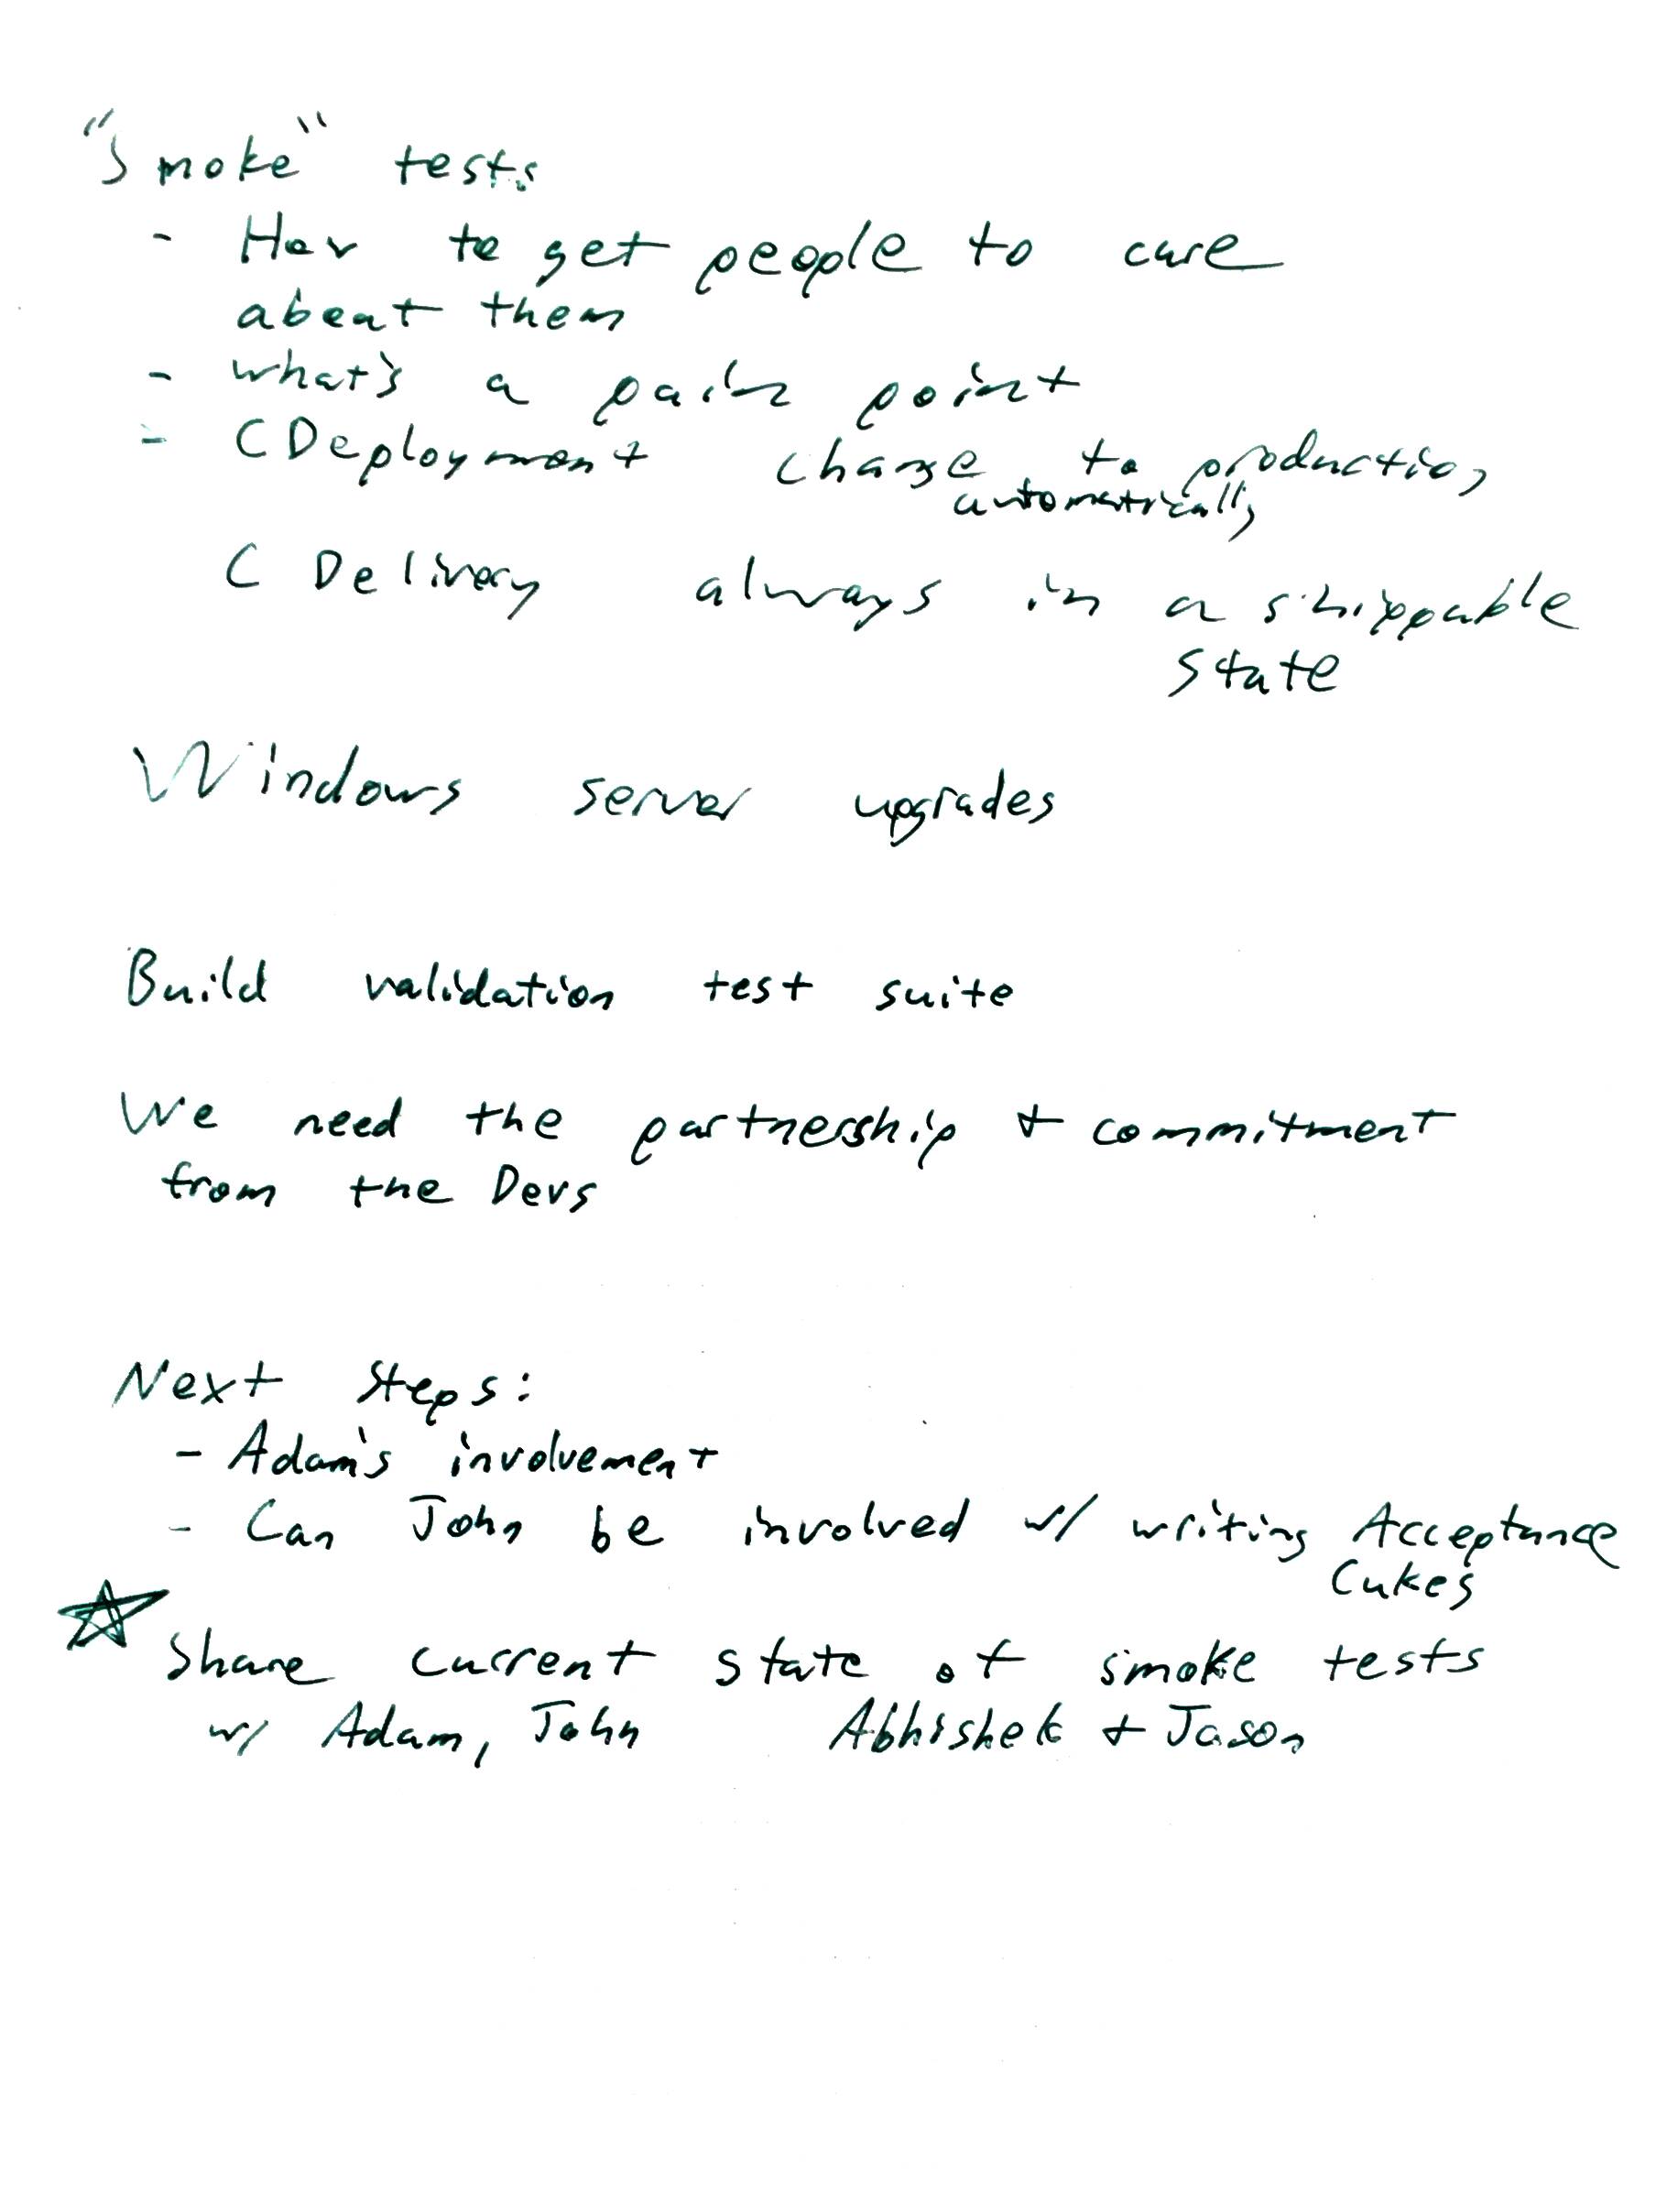 "Smoke" tests
- How to get people to care
about them
- what's a pain point
- CDeployment change to production
automatically
C Delivery always in a shippable
state
Windows server upgrades
Build validation test suite
We need the partnership + commitment
from the Devs
Next Steps:
- Adam's involvement
- Can John be involved w/ writing Acceptance
Cukes
Share current state of smoke tests
w/ Adam, John Abhishek + Jason